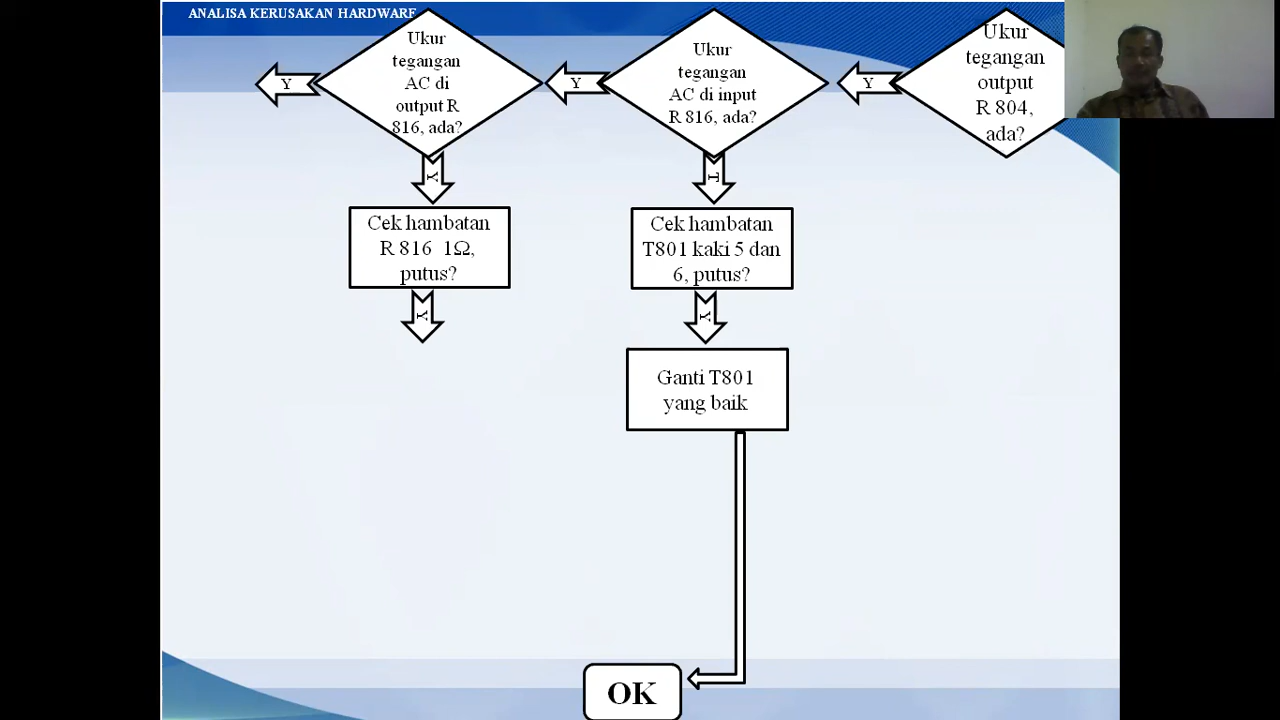 ANALISA KERUSAKAN HARDWARE
Ukur
tegangan
AC di
output R
816, ada?
Y
Y
Cek hambatan
R 816 1Ω,
putus?
Y
Ukur
tegangan
AC di input
R 816, ada?
Y
T
Cek hambatan
T801 kaki 5 dan
6, putus?
Y
Ganti T801
yang baik
Ukur
tegangan
output
R 804,
ada?
Y
OK